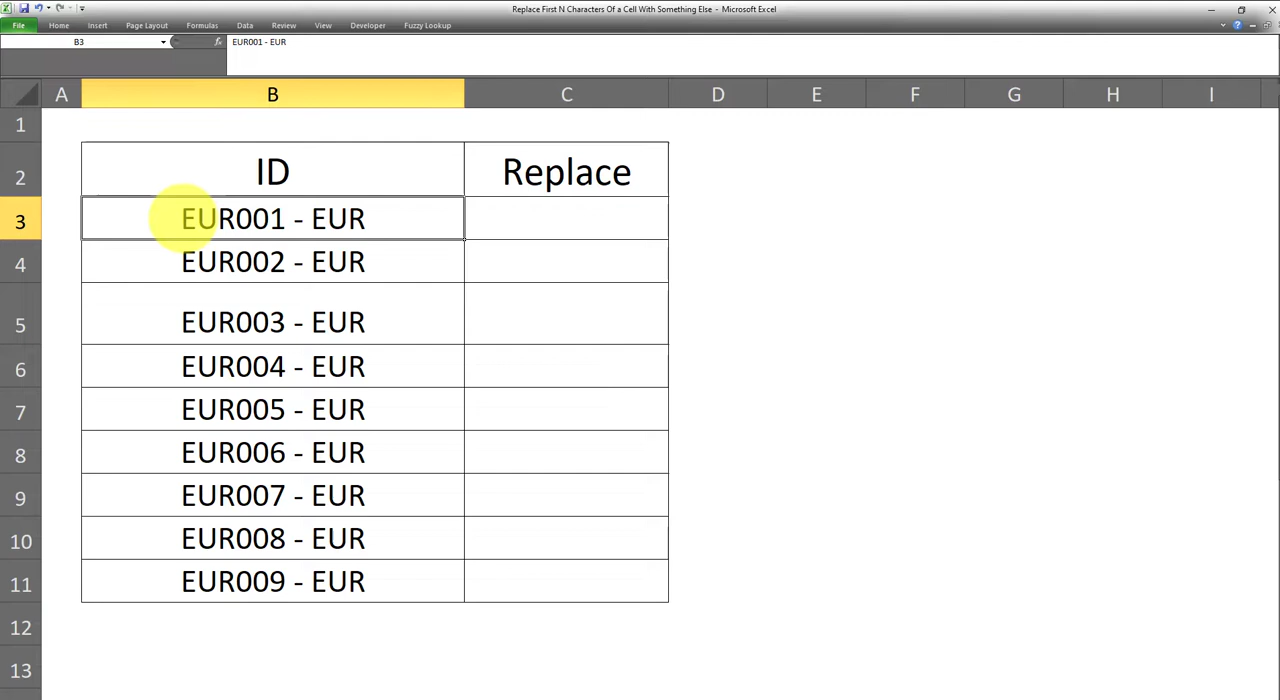 Replace First N Characters Of a Cell With Something Else - Microsoft Excel
File Home Insert Page Layout Formulas Data Review View Developer Fuzzy Lookup
B3 fx EUR001 - EUR
A B C D E F G H I
1
2 ID Replace
3 EUR001 - EUR
4 EUR002 - EUR
5 EUR003 - EUR
6 EUR004 - EUR
7 EUR005 - EUR
8 EUR006 - EUR
9 EUR007 - EUR
10 EUR008 - EUR
11 EUR009 - EUR
12
13